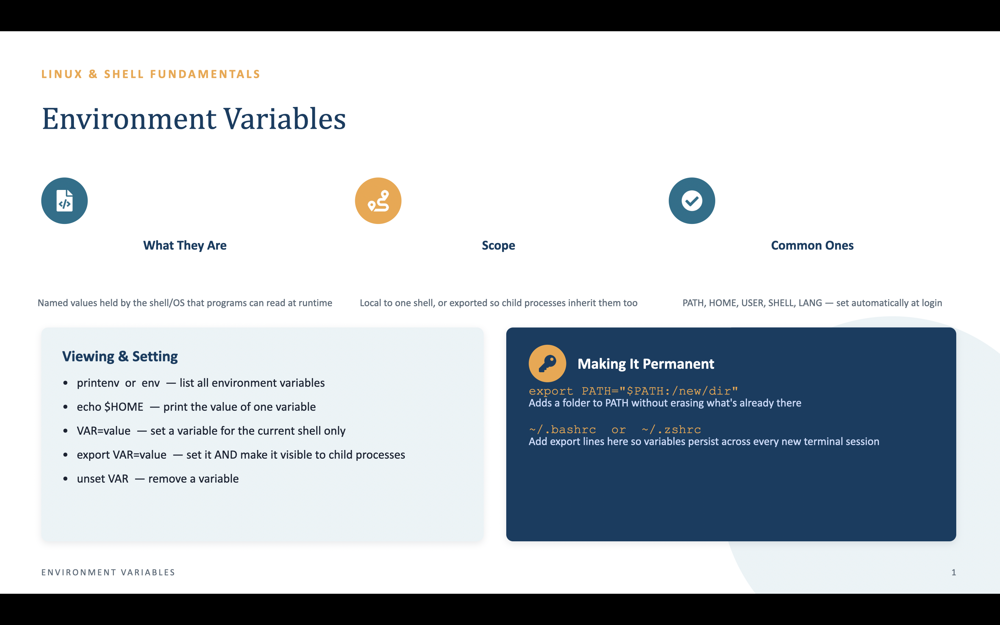 LINUX & SHELL FUNDAMENTALS
Environment Variables
What They Are
Named values held by the shell/OS that programs can read at runtime
Scope
Local to one shell, or exported so child processes inherit them too
Common Ones
PATH, HOME, USER, SHELL, LANG — set automatically at login
Viewing & Setting
• printenv  or  env  — list all environment variables
• echo $HOME  — print the value of one variable
• VAR=value  — set a variable for the current shell only
• export VAR=value  — set it AND make it visible to child processes
• unset VAR  — remove a variable
Making It Permanent
export PATH="$PATH:/new/dir"
Adds a folder to PATH without erasing what's already there
~/.bashrc  or  ~/.zshrc
Add export lines here so variables persist across every new terminal session
ENVIRONMENT VARIABLES
1